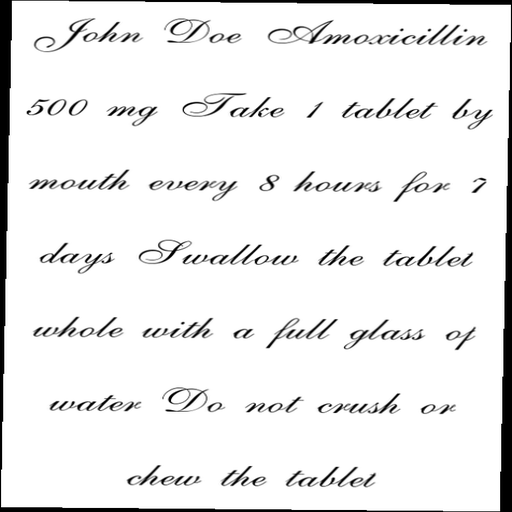 John Doe Amoxicillin
500 mg Take 1 tablet by
mouth every 8 hours for 7
days Swallow the tablet
whole with a full glass of
water Do not crush or
chew the tablet